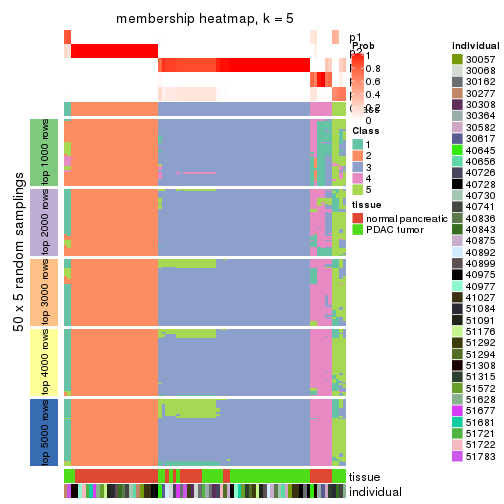 membership heatmap, k = 5
p1
Prob
1
0.8
0.6
0.4
0.2
0
Class
1
2
3
4
5
tissue
normal pancreatic
PDAC tumor
individual
30057
30068
30162
30277
30308
30364
30582
30617
40645
40656
40726
40728
40730
40741
40836
40843
40875
40892
40899
40975
40977
41027
51084
51091
51176
51292
51294
51308
51315
51572
51628
51677
51681
51721
51722
51783
50 x 5 random samplings
top 1000 rows
top 2000 rows
top 3000 rows
top 4000 rows
top 5000 rows
tissue
individual